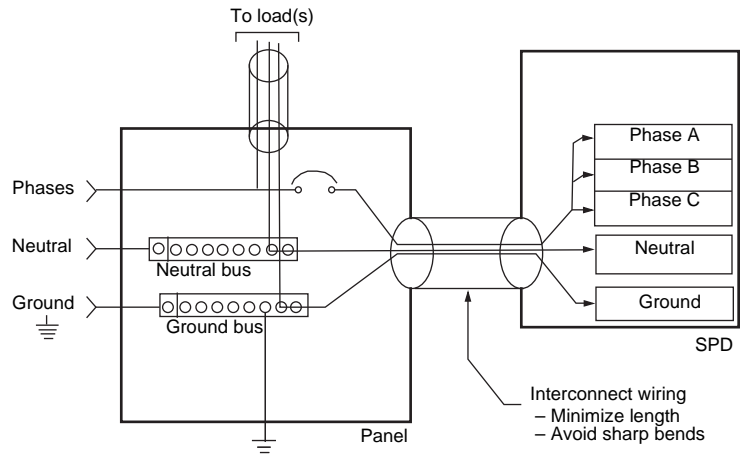 To load(s)
Phases
Neutral
Neutral bus
Ground
Ground bus
Panel
Phase A
Phase B
Phase C
Neutral
Ground
SPD
Interconnect wiring
– Minimize length
– Avoid sharp bends